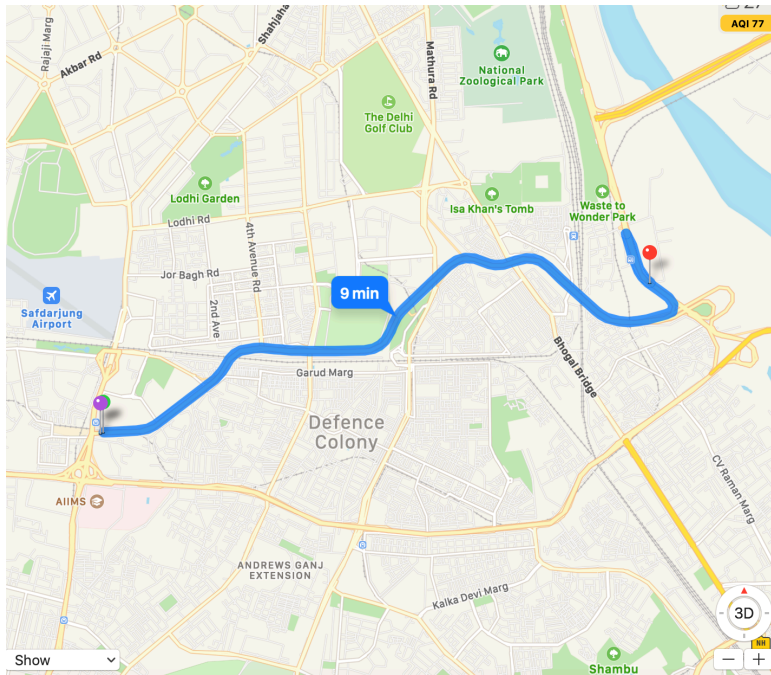 27
AQI 77
Rajaji Marg
Akbar Rd
Shahjaha
Mathura Rd
National
Zoological Park
The Delhi
Golf Club
Lodhi Garden
Isa Khan's Tomb
Waste to
Wonder Park
Lodhi Rd
4th Avenue Rd
Jor Bagh Rd
2nd Ave
9 min
Safdarjung
Airport
Garud Marg
Bhogal Bridge
Defence
Colony
CV Raman Marg
AIIMS
ANDREWS GANJ
EXTENSION
Kalka Devi Marg
3D
NH
Show
Shambu